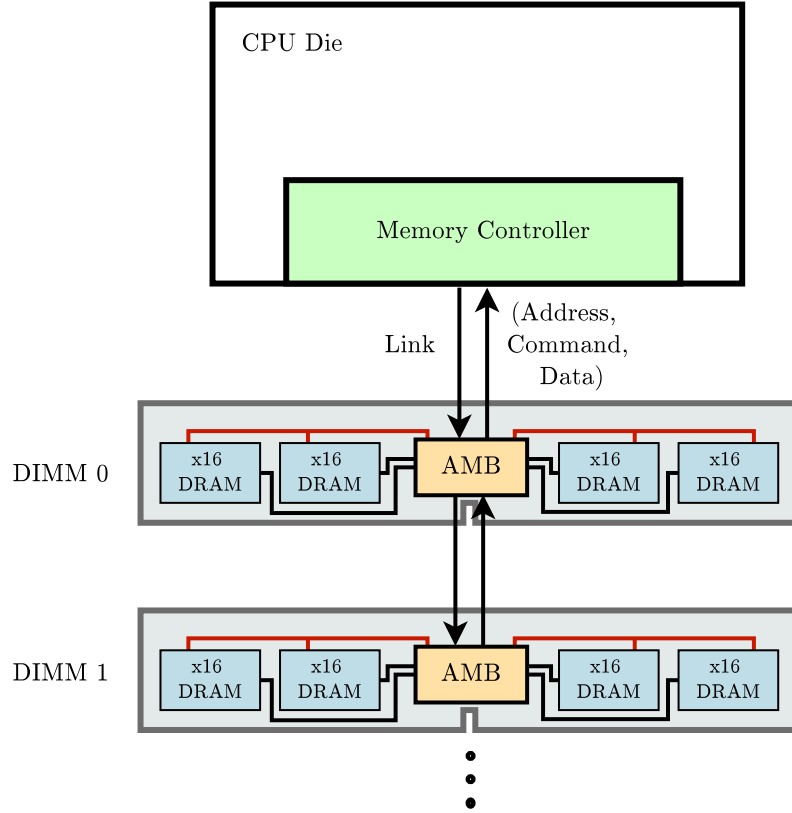 CPU Die
Memory Controller
Link
(Address,
Command,
Data)
DIMM 0
x16
DRAM
x16
DRAM
AMB
x16
DRAM
x16
DRAM
DIMM 1
x16
DRAM
x16
DRAM
AMB
x16
DRAM
x16
DRAM